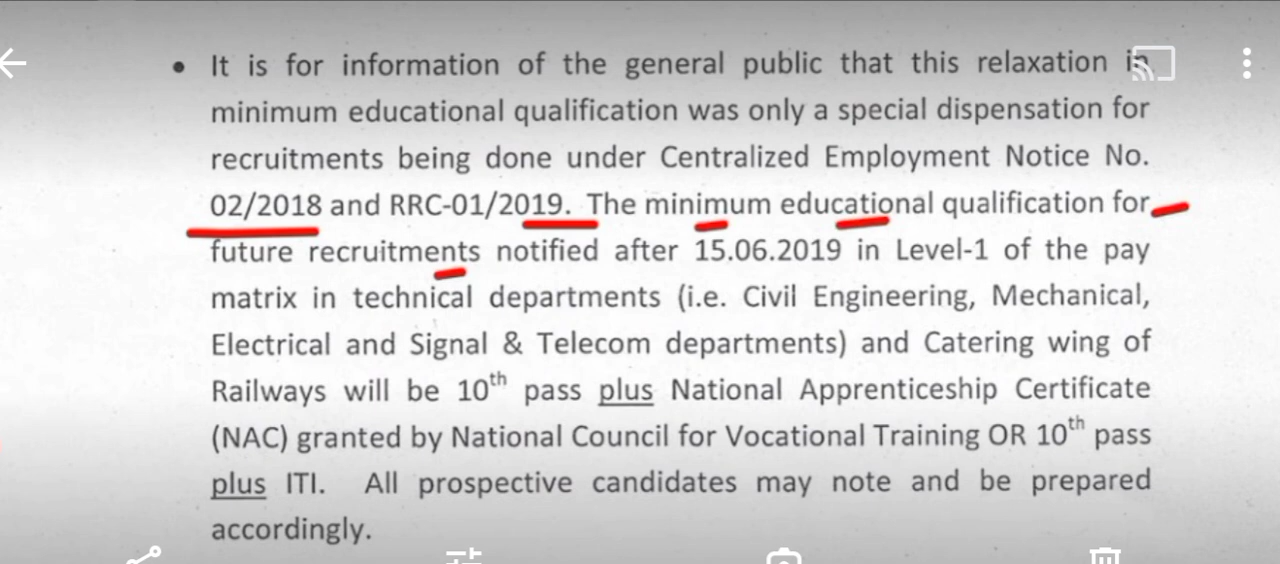 • It is for information of the general public that this relaxation in
minimum educational qualification was only a special dispensation for
recruitments being done under Centralized Employment Notice No.
02/2018 and RRC-01/2019. The minimum educational qualification for
future recruitments notified after 15.06.2019 in Level-1 of the pay
matrix in technical departments (i.e. Civil Engineering, Mechanical,
Electrical and Signal & Telecom departments) and Catering wing of
Railways will be 10th pass plus National Apprenticeship Certificate
(NAC) granted by National Council for Vocational Training OR 10th pass
plus ITI. All prospective candidates may note and be prepared
accordingly.